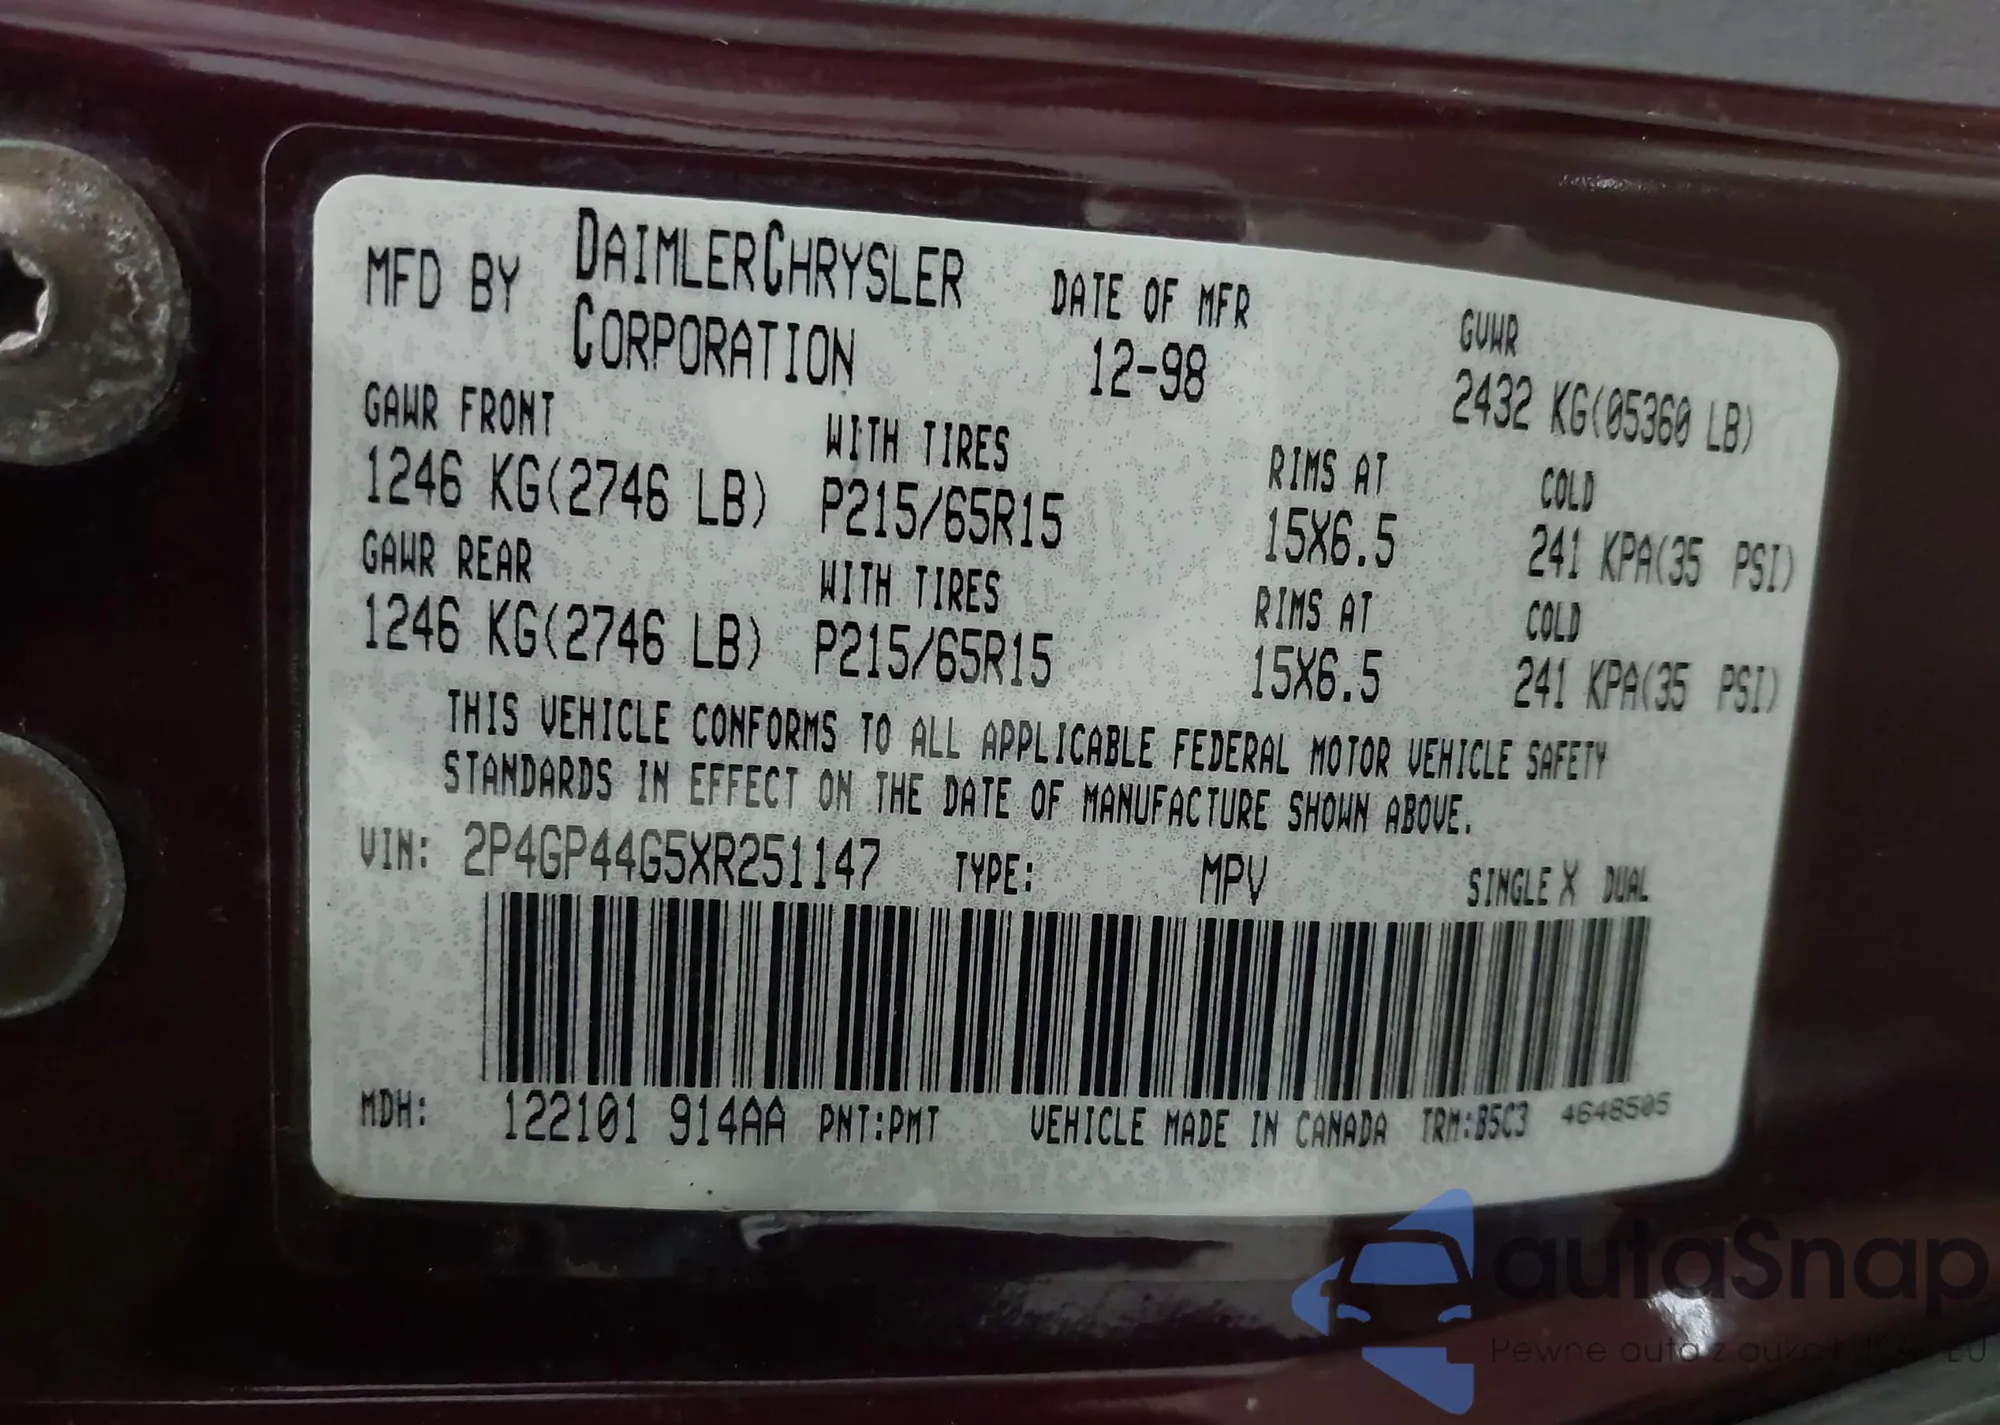 MFD BY DAIMLERCHRYSLER CORPORATION DATE OF MFR 12-98 GVWR 2432 KG(05360 LB)
GAWR FRONT WITH TIRES RIMS AT COLD
1246 KG(2746 LB) P215/65R15 15X6.5 241 KPA(35 PSI)
GAWR REAR WITH TIRES RIMS AT COLD
1246 KG(2746 LB) P215/65R15 15X6.5 241 KPA(35 PSI)
THIS VEHICLE CONFORMS TO ALL APPLICABLE FEDERAL MOTOR VEHICLE SAFETY
STANDARDS IN EFFECT ON THE DATE OF MANUFACTURE SHOWN ABOVE.
VIN: 2P4GP44G5XR251147 TYPE: MPV SINGLE X DUAL
MDH: 122101 914AA PNT:PMT VEHICLE MADE IN CANADA TRM:B5C3 4648505
autaSnap
Pewne auta z aukcji